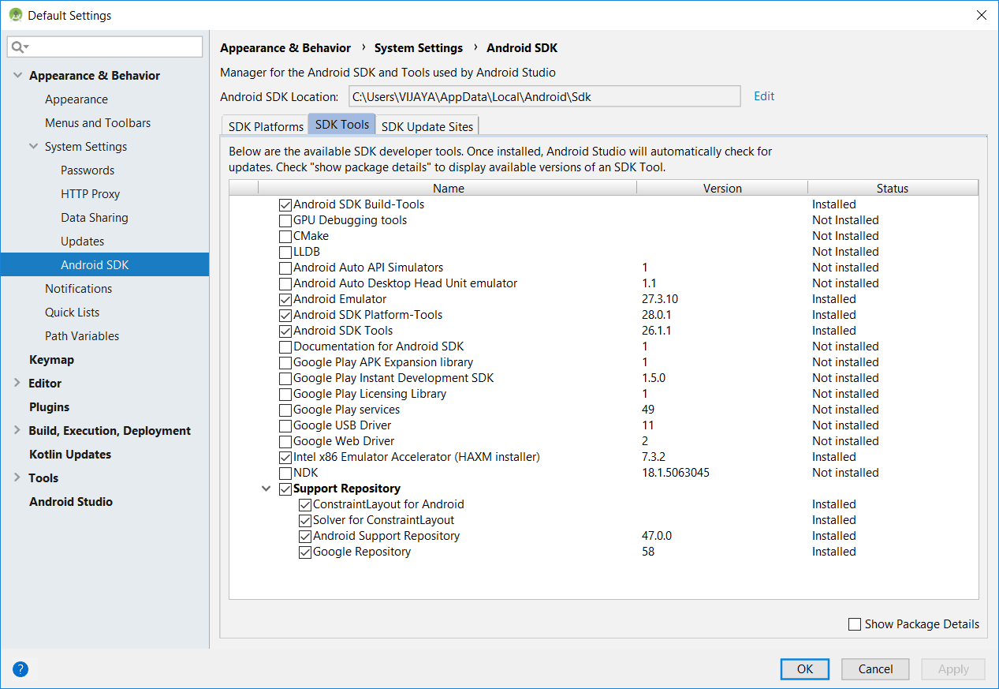 Default Settings
Appearance & Behavior
Appearance
Menus and Toolbars
System Settings
Passwords
HTTP Proxy
Data Sharing
Updates
Android SDK
Notifications
Quick Lists
Path Variables
Keymap
Editor
Plugins
Build, Execution, Deployment
Kotlin Updates
Tools
Android Studio
Appearance & Behavior › System Settings › Android SDK
Manager for the Android SDK and Tools used by Android Studio
Android SDK Location: C:\Users\VIJAYA\AppData\Local\Android\Sdk Edit
SDK Platforms SDK Tools SDK Update Sites
Below are the available SDK developer tools. Once installed, Android Studio will automatically check for
updates. Check "show package details" to display available versions of an SDK Tool.
Name Version Status
Android SDK Build-Tools Installed
GPU Debugging tools Not Installed
CMake Not Installed
LLDB Not Installed
Android Auto API Simulators 1 Not installed
Android Auto Desktop Head Unit emulator 1.1 Not installed
Android Emulator 27.3.10 Installed
Android SDK Platform-Tools 28.0.1 Installed
Android SDK Tools 26.1.1 Installed
Documentation for Android SDK 1 Not installed
Google Play APK Expansion library 1 Not installed
Google Play Instant Development SDK 1.5.0 Not installed
Google Play Licensing Library 1 Not installed
Google Play services 49 Not installed
Google USB Driver 11 Not installed
Google Web Driver 2 Not installed
Intel x86 Emulator Accelerator (HAXM installer) 7.3.2 Installed
NDK 18.1.5063045 Not installed
Support Repository
ConstraintLayout for Android Installed
Solver for ConstraintLayout Installed
Android Support Repository 47.0.0 Installed
Google Repository 58 Installed
Show Package Details
? OK Cancel Apply